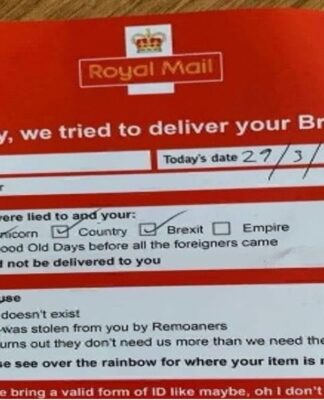 Royal Mail
y, we tried to deliver your Br
Today's date 29/3/
r
ere lied to and your:
nicorn Country Brexit Empire
ood Old Days before all the foreigners came
d not be delivered to you
use
doesn't exist
was stolen from you by Remoaners
urns out they don't need us more than we need the
se see over the rainbow for where your item is n
e bring a valid form of ID like maybe, oh I don't